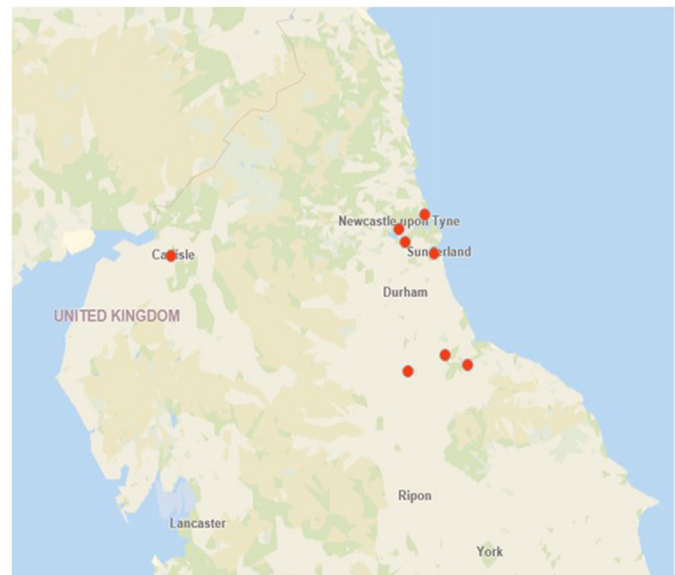 Newcastle upon Tyne
Sunderland
Carlisle
Durham
UNITED KINGDOM
Ripon
Lancaster
York